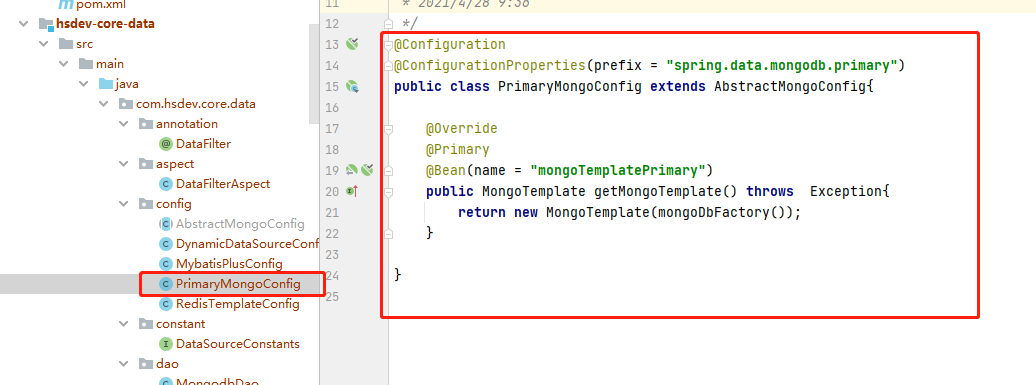 pom.xml
hsdev-core-data
src
main
java
com.hsdev.core.data
annotation
DataFilter
aspect
DataFilterAspect
config
AbstractMongoConfig
DynamicDataSourceConf
MybatisPlusConfig
PrimaryMongoConfig
RedisTemplateConfig
constant
DataSourceConstants
dao
MongodbDao
11 * 2021/4/28 9:36
12 */
13 @Configuration
14 @ConfigurationProperties(prefix = "spring.data.mongodb.primary")
15 public class PrimaryMongoConfig extends AbstractMongoConfig{
16
17 @Override
18 @Primary
19 @Bean(name = "mongoTemplatePrimary")
20 public MongoTemplate getMongoTemplate() throws  Exception{
21 return new MongoTemplate(mongoDbFactory());
22 }
23
24 }
25